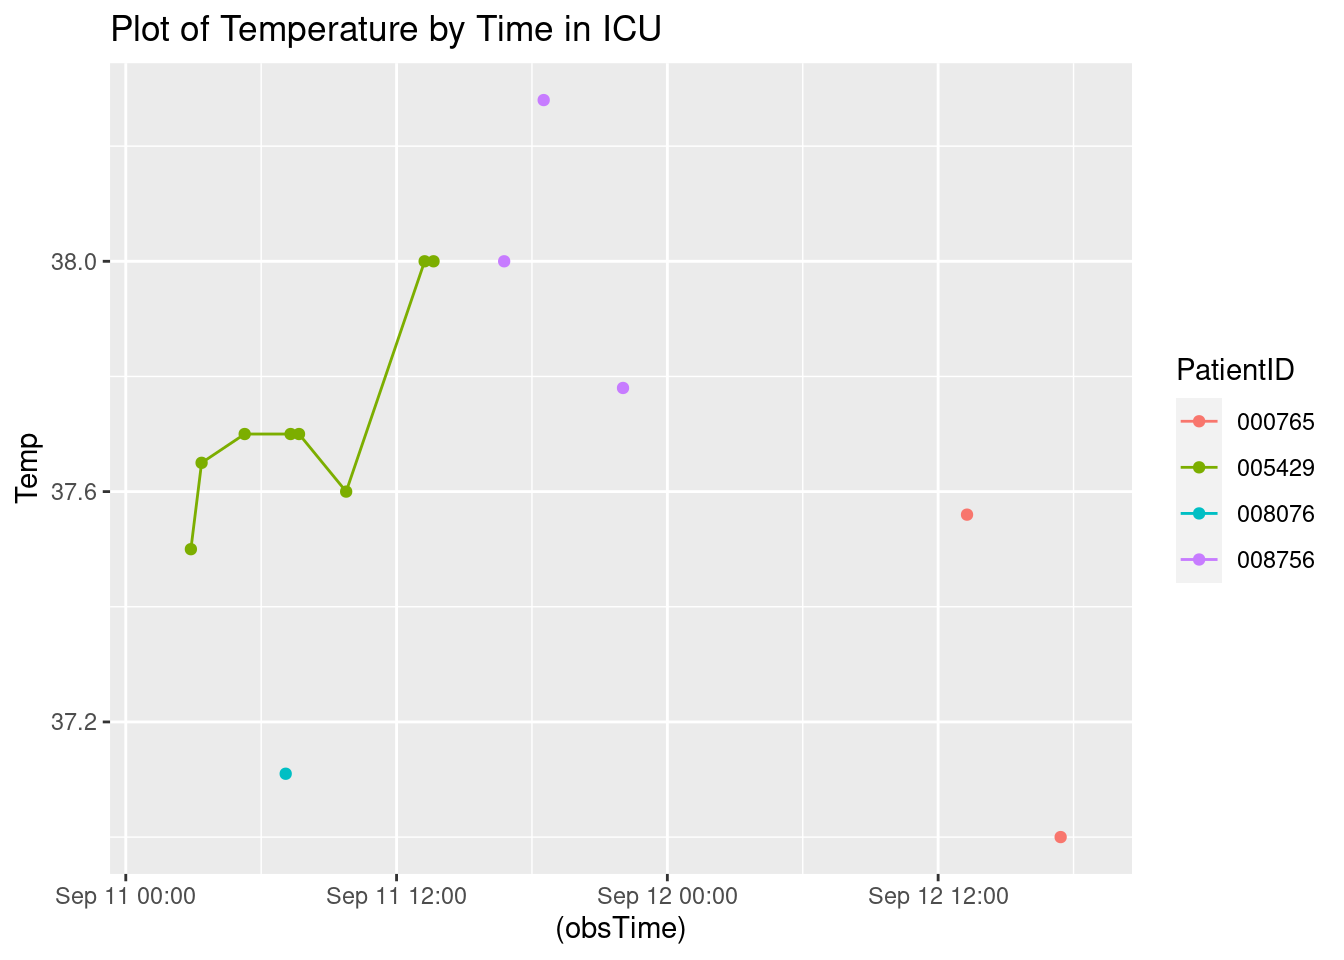 Plot of Temperature by Time in ICU
Temp
38.0
37.6
37.2
Sep 11 00:00
Sep 11 12:00
Sep 12 00:00
Sep 12 12:00
(obsTime)
PatientID
000765
005429
008076
008756